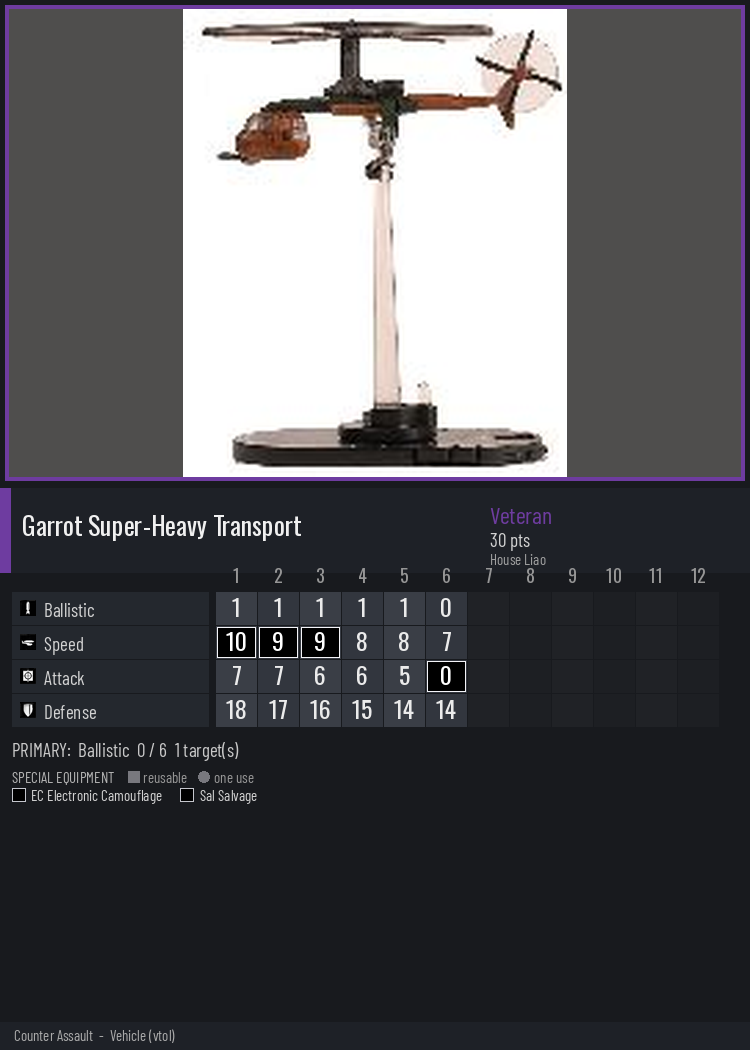 Garrot Super-Heavy Transport
Veteran
30 pts
House Liao
1 2 3 4 5 6 7 8 9 10 11 12
Ballistic 1 1 1 1 1 0
Speed 10 9 9 8 8 7
Attack 7 7 6 6 5 0
Defense 18 17 16 15 14 14
PRIMARY: Ballistic 0 / 6 1 target(s)
SPECIAL EQUIPMENT reusable one use
EC Electronic Camouflage Sal Salvage
Counter Assault - Vehicle (vtol)